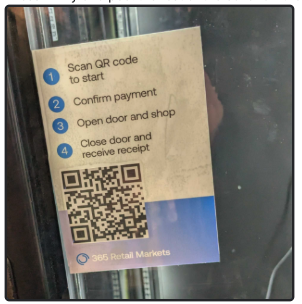 1 Scan QR code
to start
2 Confirm payment
3 Open door and shop
4 Close door and
receive receipt
365 Retail Markets